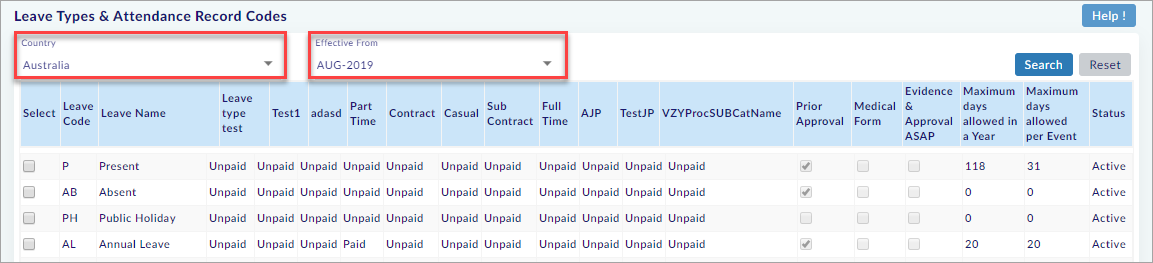 Leave Types & Attendance Record Codes
Help !
Country
Australia
Effective From
AUG-2019
Search
Reset
Select
Leave Code
Leave Name
Leave type test
Test1
adasd
Part Time
Contract
Casual
Sub Contract
Full Time
AJP
TestJP
VZYProcSUBCatName
Prior Approval
Medical Form
Evidence & Approval ASAP
Maximum days allowed in a Year
Maximum days allowed per Event
Status
P Present Unpaid Unpaid Unpaid Unpaid Unpaid Unpaid Unpaid Unpaid Unpaid Unpaid Unpaid 118 31 Active
AB Absent Unpaid Unpaid Unpaid Unpaid Unpaid Unpaid Unpaid Unpaid Unpaid Unpaid Unpaid 0 0 Active
PH Public Holiday Unpaid Unpaid Unpaid Unpaid Unpaid Unpaid Unpaid Unpaid Unpaid Unpaid Unpaid 0 0 Active
AL Annual Leave Unpaid Unpaid Unpaid Paid Unpaid Unpaid Unpaid Unpaid Unpaid Unpaid Unpaid 20 20 Active